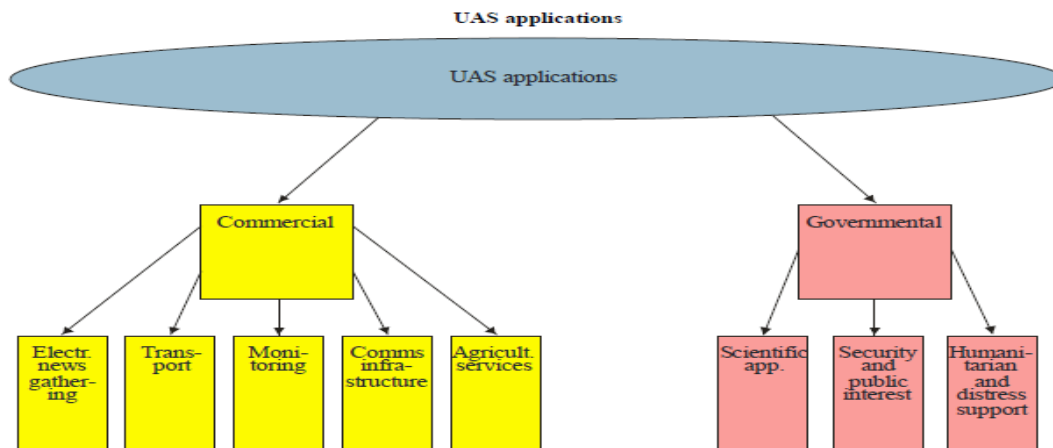 UAS applications
UAS applications
Commercial
Governmental
Electr.
news
gather-
ing
Trans-
port
Moni-
toring
Comms
infra-
structure
Agricult.
services
Scientific
app.
Security
and
public
interest
Humani-
tarian
and
distress
support